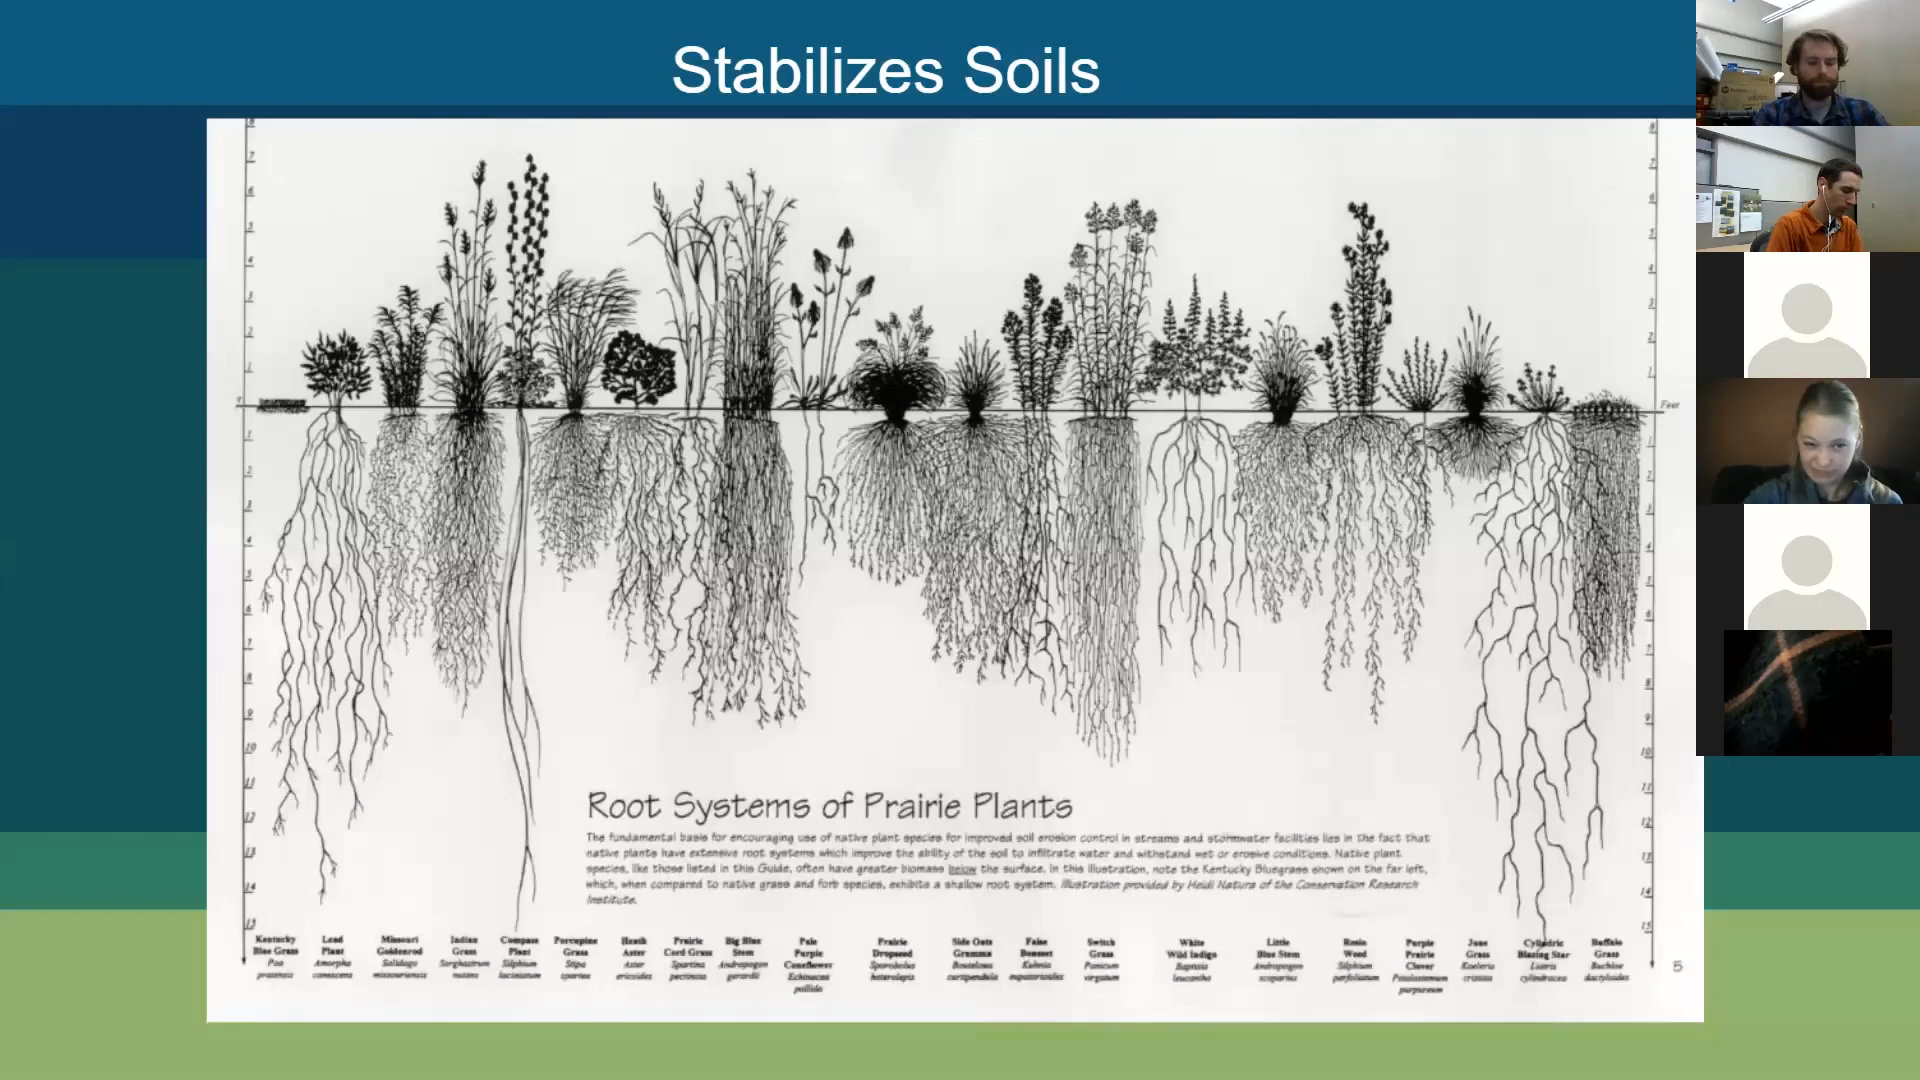 Stabilizes Soils
Feet
Root Systems of Prairie Plants
The fundamental basis for encouraging use of native plant species for improved soil erosion control in streams and stormwater facilities lies in the fact that
native plants have extensive root systems which improve the ability of the soil to infiltrate water and withstand wet or erosive conditions. Native plant
species, like those listed in this Guide, often have greater biomass below the surface. In this illustration, note the Kentucky Bluegrass shown on the far left,
which, when compared to native grass and forb species, exhibits a shallow root system. Illustration provided by Heidi Natura of the Conservation Research
Institute.
Kentucky Blue Grass Poa pratensis
Lead Plant Amorpha canescens
Missouri Goldenrod Solidago missouriensis
Indian Grass Sorghastrum nutans
Compass Plant Silphium laciniatum
Porcupine Grass Stipa spartea
Heath Aster Aster ericoides
Prairie Cord Grass Spartina pectinata
Big Blue Stem Andropogon gerardii
Pale Purple Coneflower Echinacea pallida
Prairie Dropseed Sporobolus heterolepis
Side Oats Gramma Bouteloua curtipendula
False Boneset Kuhnia eupatorioides
Switch Grass Panicum virgatum
White Wild Indigo Baptisia leucantha
Little Blue Stem Andropogon scoparius
Rosin Weed Silphium perfoliatum
Purple Prairie Clover Petalostemum purpureum
June Grass Koeleria cristata
Cylindric Blazing Star Liatris cylindracea
Buffalo Grass Buchloe dactyloides
5